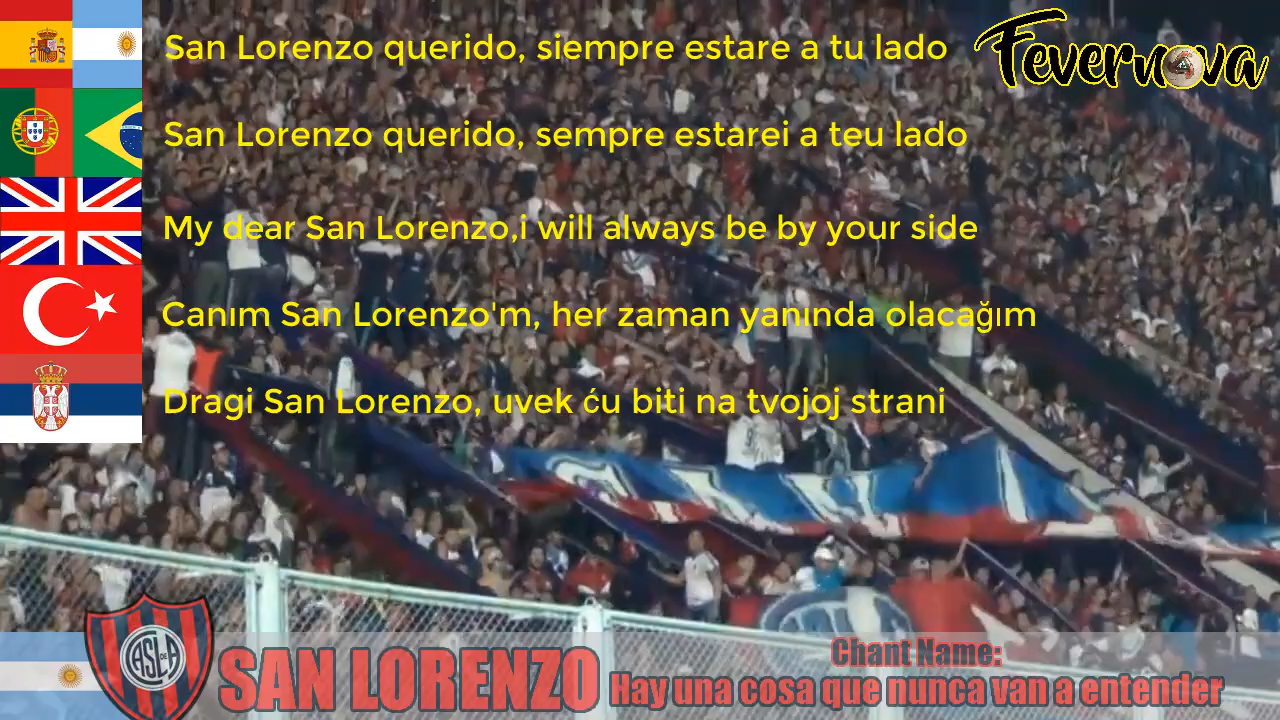 San Lorenzo querido, siempre estare a tu lado
Fevernova
San Lorenzo querido, sempre estarei a teu lado
My dear San Lorenzo,i will always be by your side
Canım San Lorenzo'm, her zaman yanında olacağım
Dragi San Lorenzo, uvek ću biti na tvojoj strani
CASLDEA
SAN LORENZO
Chant Name:
Hay una cosa que nunca van a entender